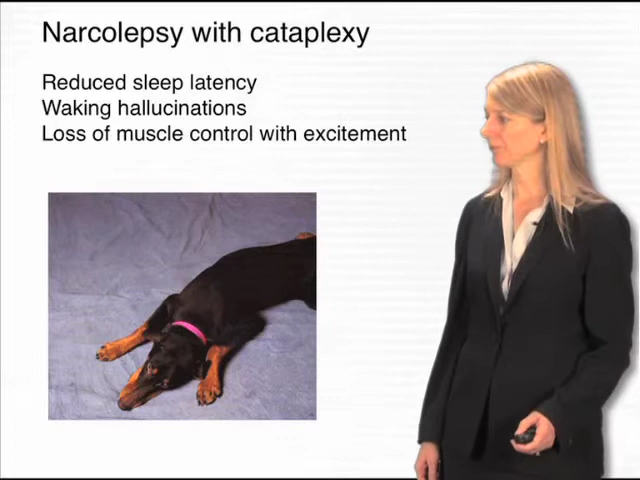 Narcolepsy with cataplexy
Reduced sleep latency
Waking hallucinations
Loss of muscle control with excitement